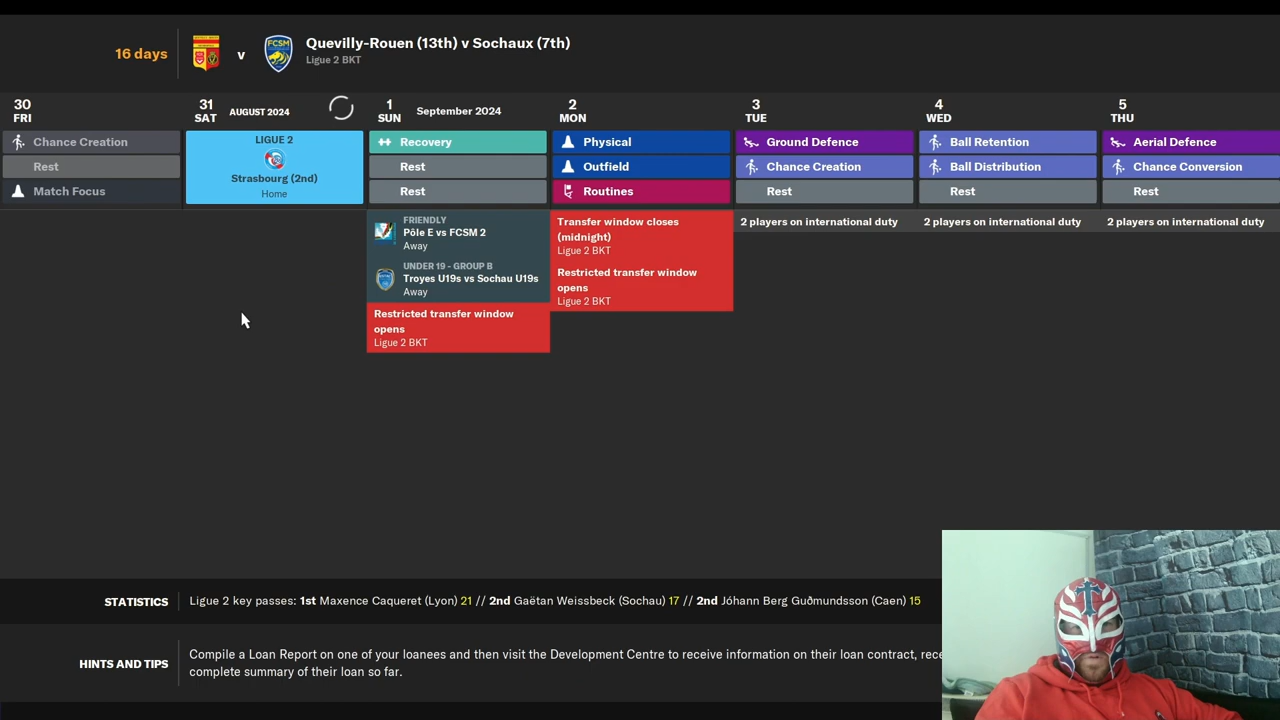 16 days
v
Quevilly-Rouen (13th) v Sochaux (7th)
Ligue 2 BKT
30
FRI
31
SAT
AUGUST 2024
1
SUN
September 2024
2
MON
3
TUE
4
WED
5
THU
Chance Creation
Rest
Match Focus
LIGUE 2
Strasbourg (2nd)
Home
Recovery
Rest
Rest
Physical
Outfield
Routines
Ground Defence
Chance Creation
Rest
Ball Retention
Ball Distribution
Rest
Aerial Defence
Chance Conversion
Rest
FRIENDLY
Pôle E vs FCSM 2
Away
UNDER 19 - GROUP B
Troyes U19s vs Sochau U19s
Away
Restricted transfer window
opens
Ligue 2 BKT
Transfer window closes
(midnight)
Ligue 2 BKT
Restricted transfer window
opens
Ligue 2 BKT
2 players on international duty
2 players on international duty
2 players on international duty
STATISTICS
Ligue 2 key passes: 1st Maxence Caqueret (Lyon) 21 // 2nd Gaëtan Weissbeck (Sochau) 17 // 2nd Jóhann Berg Guðmundsson (Caen) 15
HINTS AND TIPS
Compile a Loan Report on one of your loanees and then visit the Development Centre to receive information on their loan contract, rece
complete summary of their loan so far.